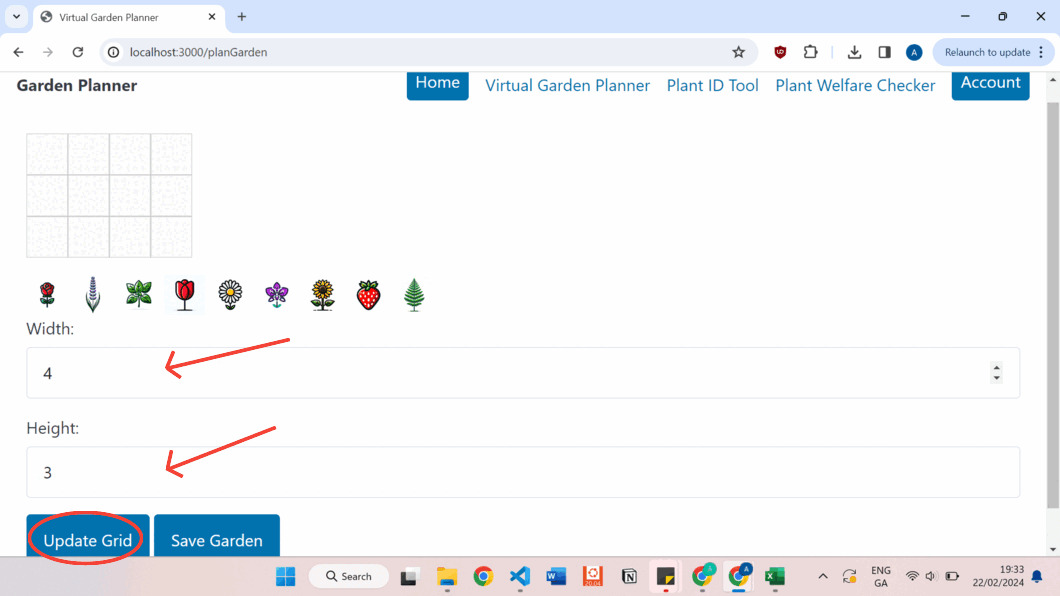 Virtual Garden Planner
localhost:3000/planGarden
A
Relaunch to update
Garden Planner
Home
Virtual Garden Planner
Plant ID Tool
Plant Welfare Checker
Account
Width:
4
Height:
3
Update Grid
Save Garden
Search
ENG
GA
19:33
22/02/2024